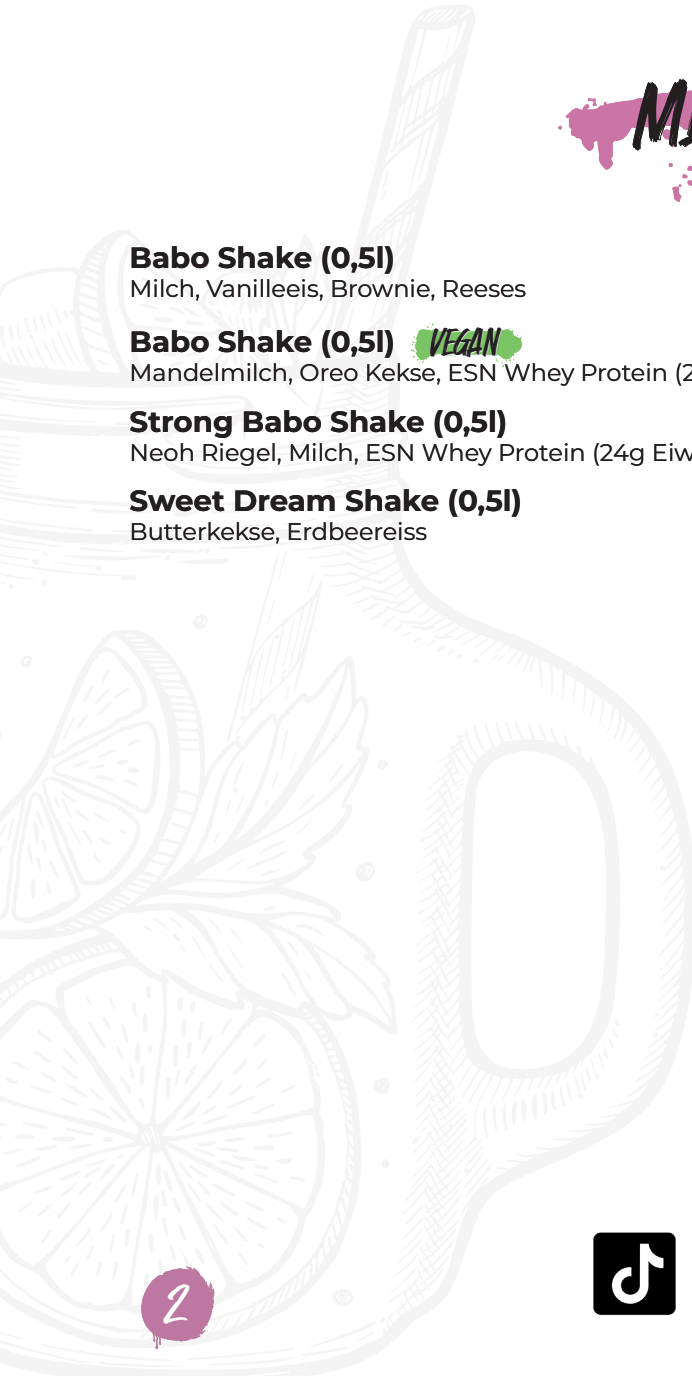 Babo Shake (0,5l)
Milch, Vanilleeis, Brownie, Reeses
Babo Shake (0,5l) VEGAN
Mandelmilch, Oreo Kekse, ESN Whey Protein (2
Strong Babo Shake (0,5l)
Neoh Riegel, Milch, ESN Whey Protein (24g Eiw
Sweet Dream Shake (0,5l)
Butterkekse, Erdbeereiss
2